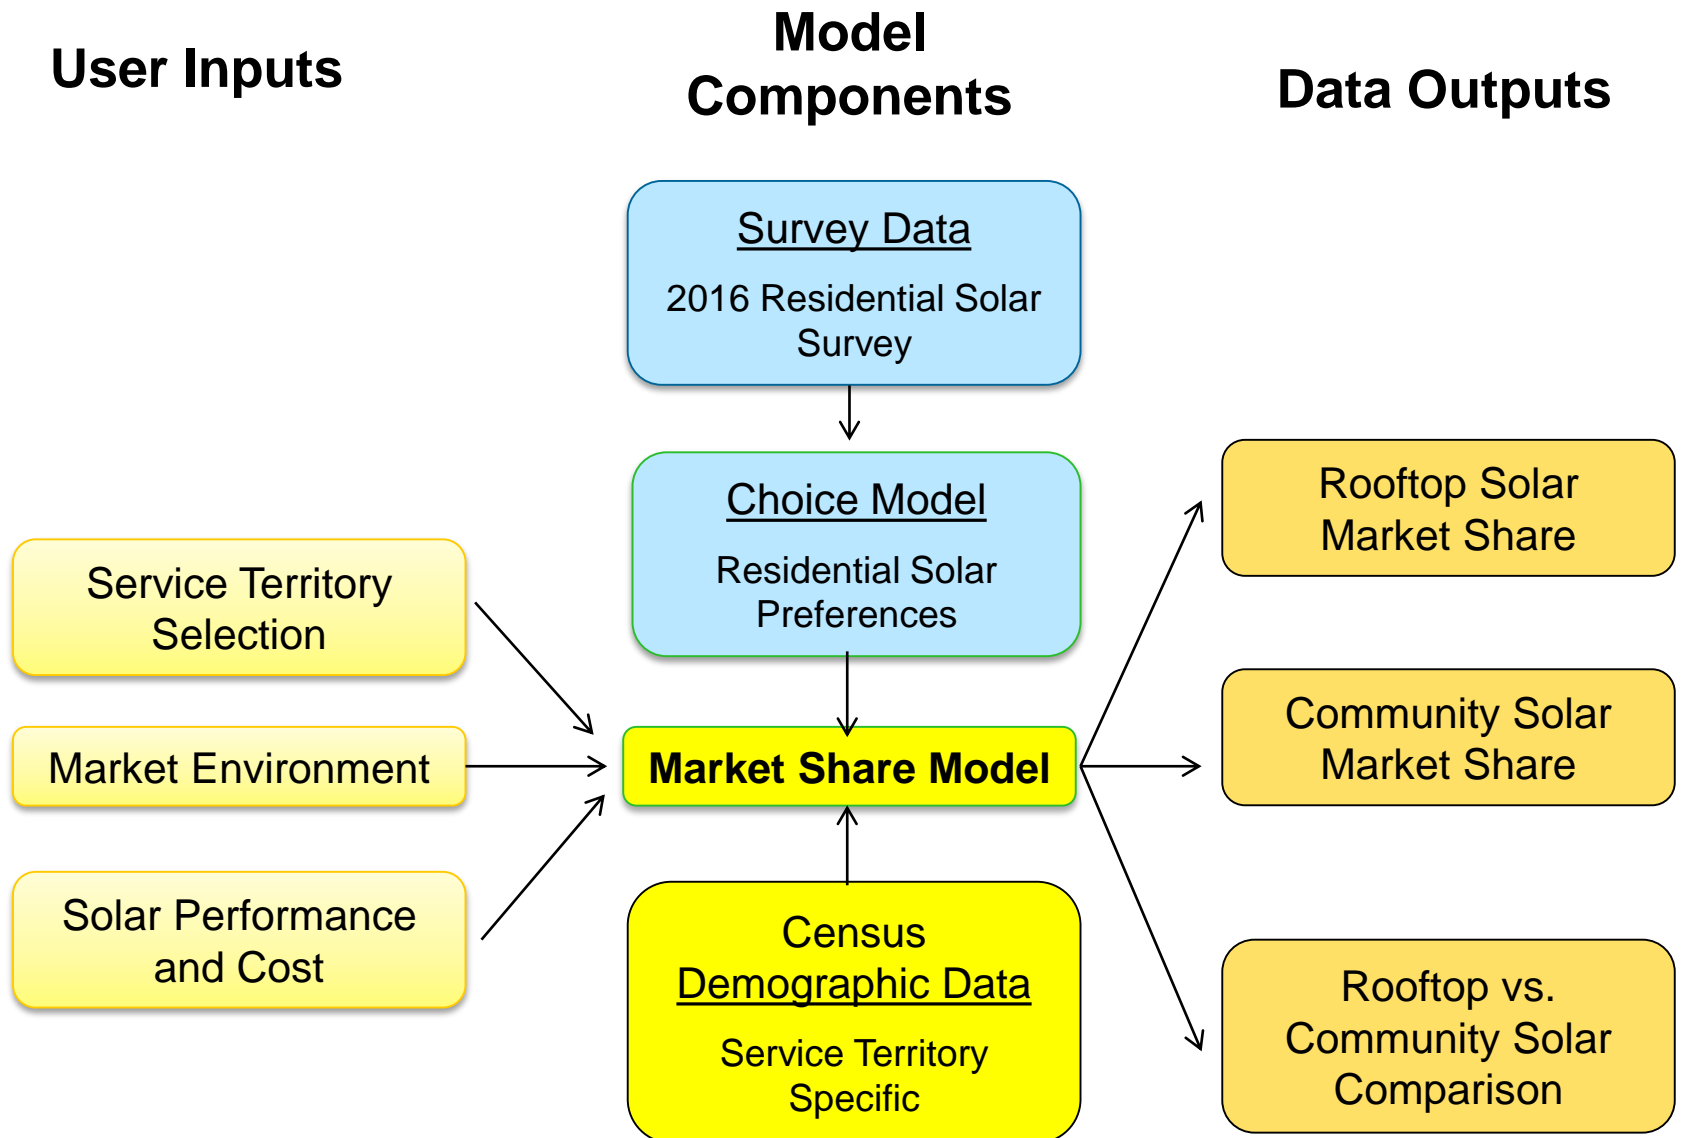 User Inputs
Model
Components
Data Outputs
Survey Data
2016 Residential Solar
Survey
Choice Model
Residential Solar
Preferences
Service Territory
Selection
Market Environment
Solar Performance
and Cost
Market Share Model
Census
Demographic Data
Service Territory
Specific
Rooftop Solar
Market Share
Community Solar
Market Share
Rooftop vs.
Community Solar
Comparison